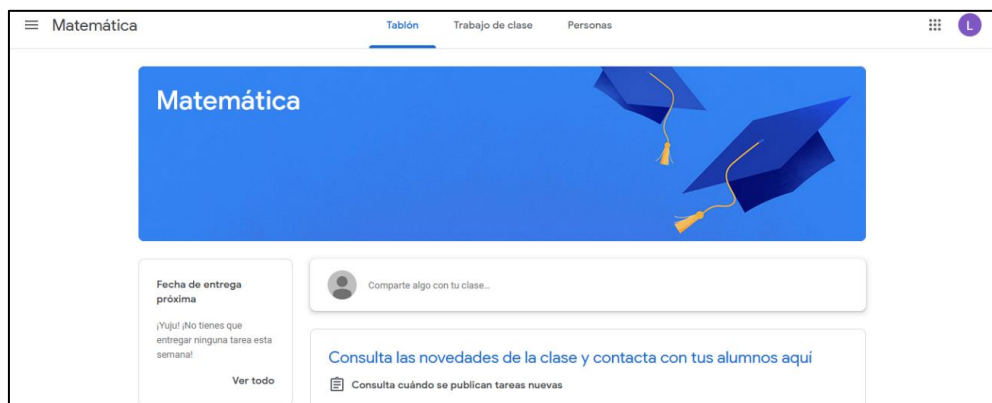 Matemática
Tablón
Trabajo de clase
Personas
L
Matemática
Fecha de entrega
próxima
¡Yuju! ¡No tienes que
entregar ninguna tarea esta
semana!
Ver todo
Comparte algo con tu clase...
Consulta las novedades de la clase y contacta con tus alumnos aquí
Consulta cuándo se publican tareas nuevas